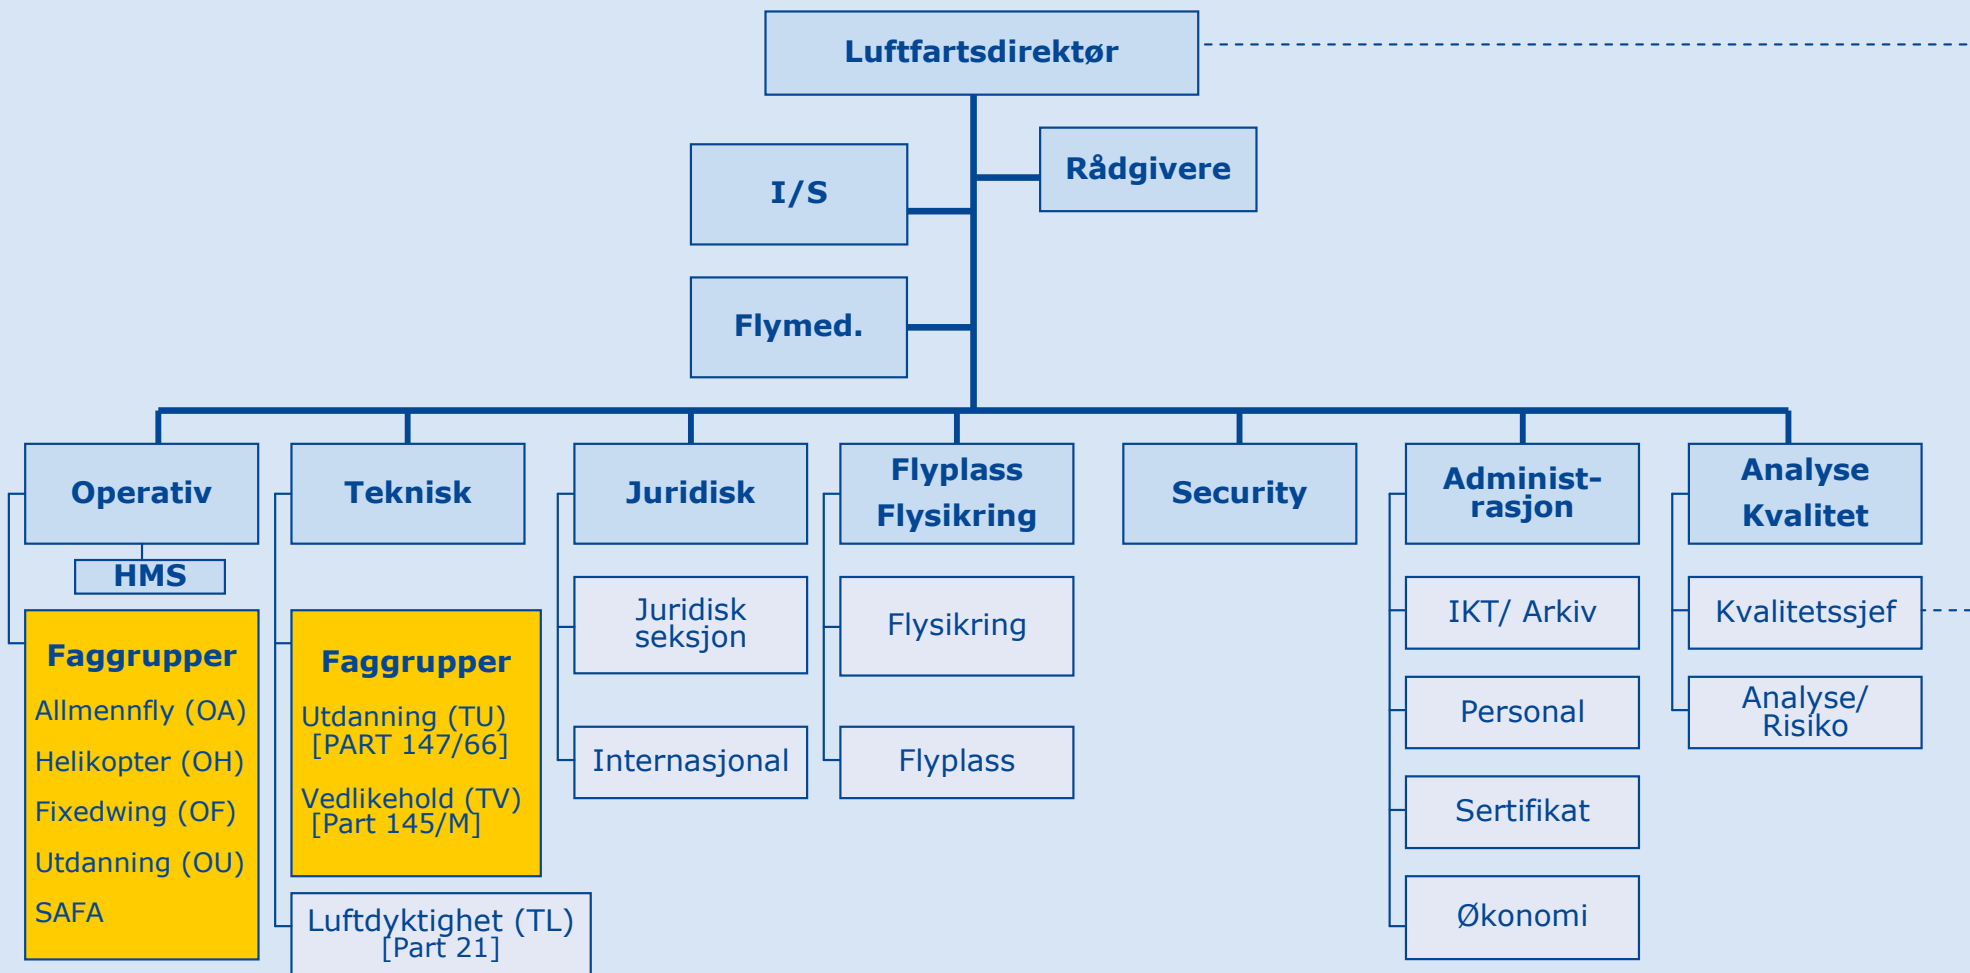 Luftfartsdirektør
I/S
Rådgivere
Flymed.
Operativ
HMS
Faggrupper
Allmennfly (OA)
Helikopter (OH)
Fixedwing (OF)
Utdanning (OU)
SAFA
Teknisk
Faggrupper
Utdanning (TU)
[PART 147/66]
Vedlikehold (TV)
[Part 145/M]
Luftdyktighet (TL)
[Part 21]
Juridisk
Juridisk
seksjon
Internasjonal
Flyplass
Flysikring
Flysikring
Flyplass
Security
Administ-
rasjon
IKT/ Arkiv
Personal
Sertifikat
Økonomi
Analyse
Kvalitet
Kvalitetssjef
Analyse/
Risiko